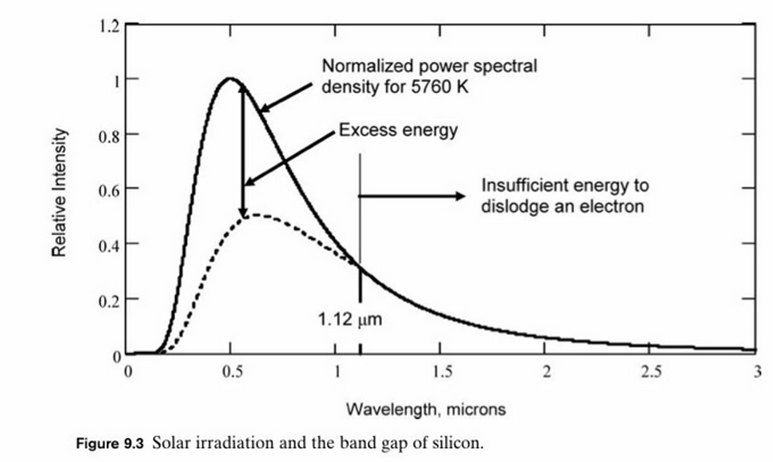 1.2
1
0.8
0.6
0.4
0.2
0
Relative Intensity
Normalized power spectral
density for 5760 K
Excess energy
Insufficient energy to
dislodge an electron
1.12 μm
0 0.5 1 1.5 2 2.5 3
Wavelength, microns
Figure 9.3 Solar irradiation and the band gap of silicon.